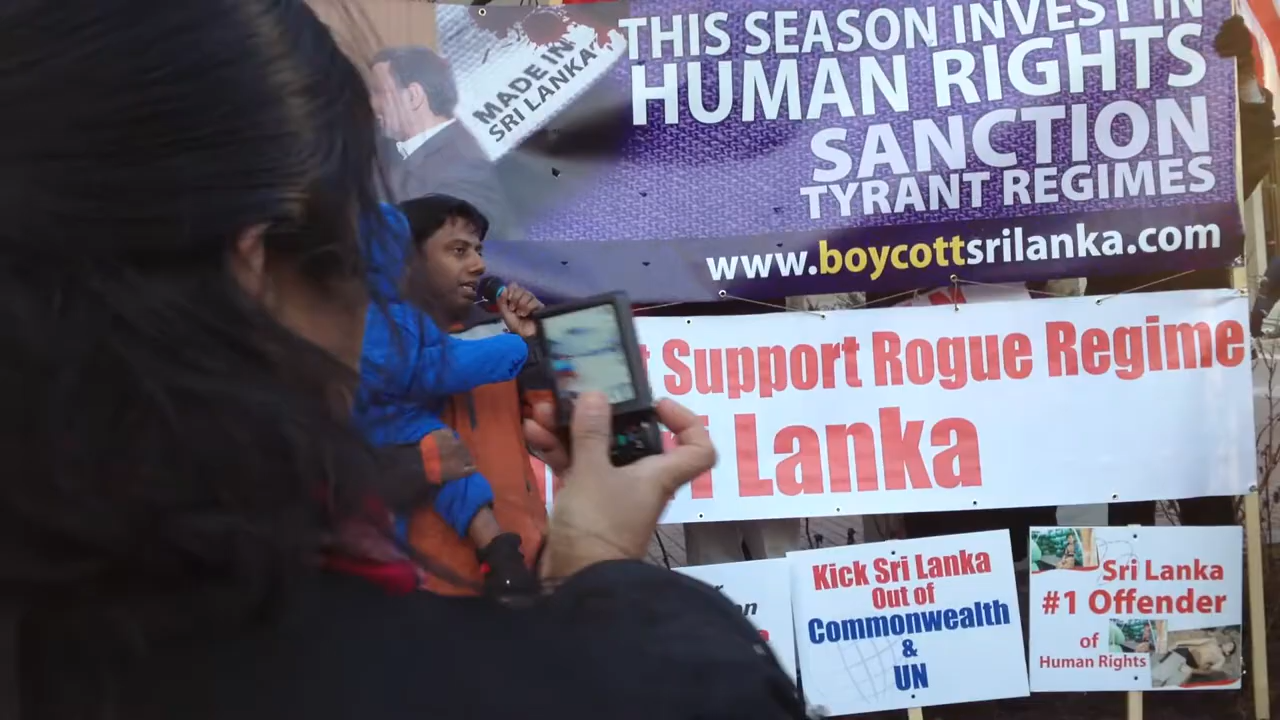 MADE IN
SRI LANKA
THIS SEASON INVEST IN
HUMAN RIGHTS
SANCTION
TYRANT REGIMES
www.boycottsrilanka.com
Support Rogue Regime
Lanka
Kick Sri Lanka
Out of
Commonwealth
&
UN
Sri Lanka
#1 Offender
of
Human Rights